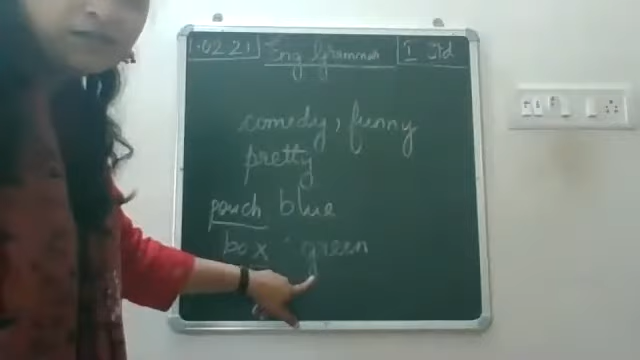 1.02.21 Eng Grammar I Std
comedy, funny
pretty
pouch blue
box green